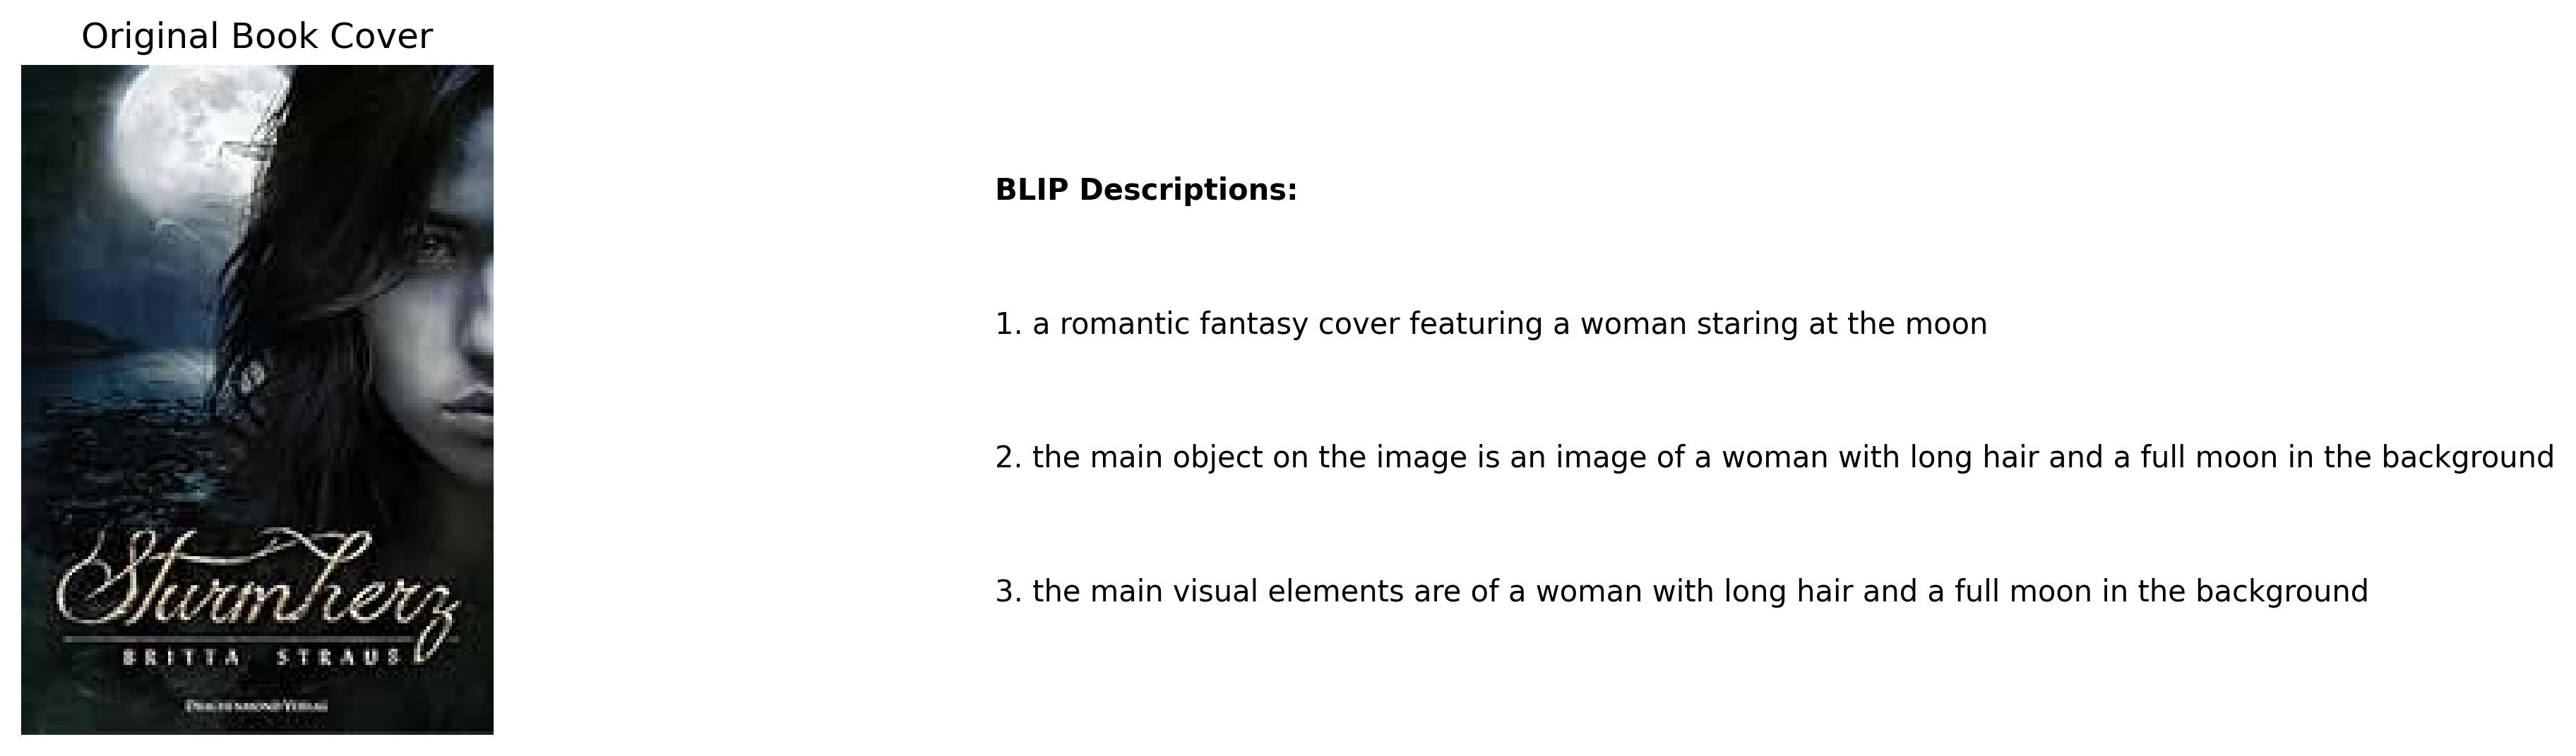 Original Book Cover
Sturmherz
BRITTA STRAUS
DRACHENMOND VERLAG
BLIP Descriptions:
1. a romantic fantasy cover featuring a woman staring at the moon
2. the main object on the image is an image of a woman with long hair and a full moon in the background
3. the main visual elements are of a woman with long hair and a full moon in the background